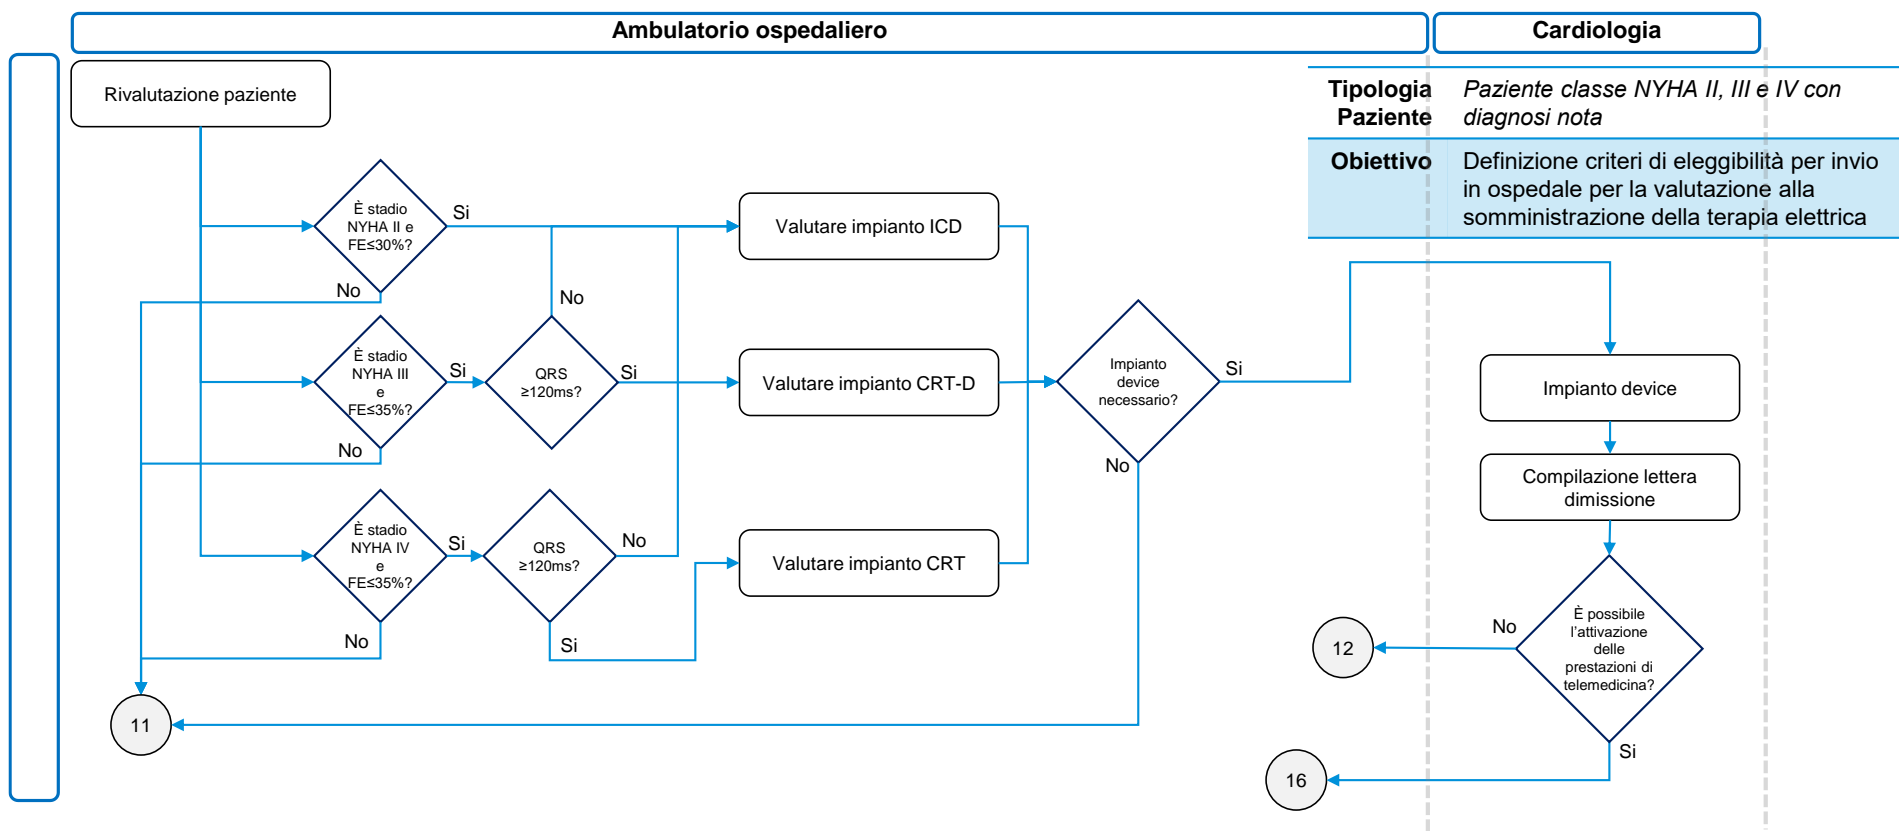 Ambulatorio ospedaliero
Cardiologia
Rivalutazione paziente
Tipologia
Paziente
Paziente classe NYHA II, III e IV con
diagnosi nota
Obiettivo
Definizione criteri di eleggibilità per invio
in ospedale per la valutazione alla
somministrazione della terapia elettrica
È stadio
NYHA II e
FE≤30%?
Si
No
Valutare impianto ICD
È stadio
NYHA III
e
FE≤35%?
Si
No
QRS
≥120ms?
No
Si
Valutare impianto CRT-D
Impianto
device
necessario?
Si
No
Impianto device
Compilazione lettera
dimissione
È stadio
NYHA IV
e
FE≤35%?
Si
No
QRS
≥120ms?
No
Si
Valutare impianto CRT
È possibile
l'attivazione
delle
prestazioni di
telemedicina?
No
Si
12
11
16